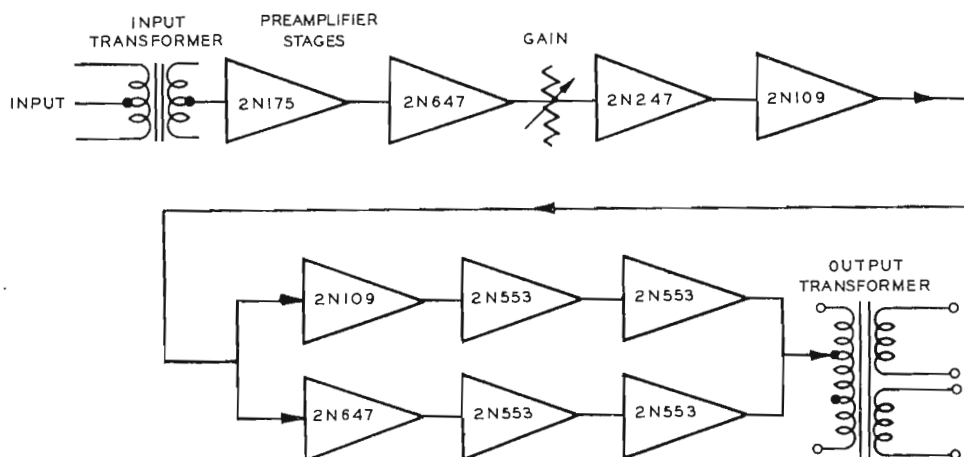 INPUT
TRANSFORMER
PREAMPLIFIER
STAGES
GAIN
INPUT
2N175
2N647
2N247
2N109
2N109
2N553
2N553
OUTPUT
TRANSFORMER
2N647
2N553
2N553